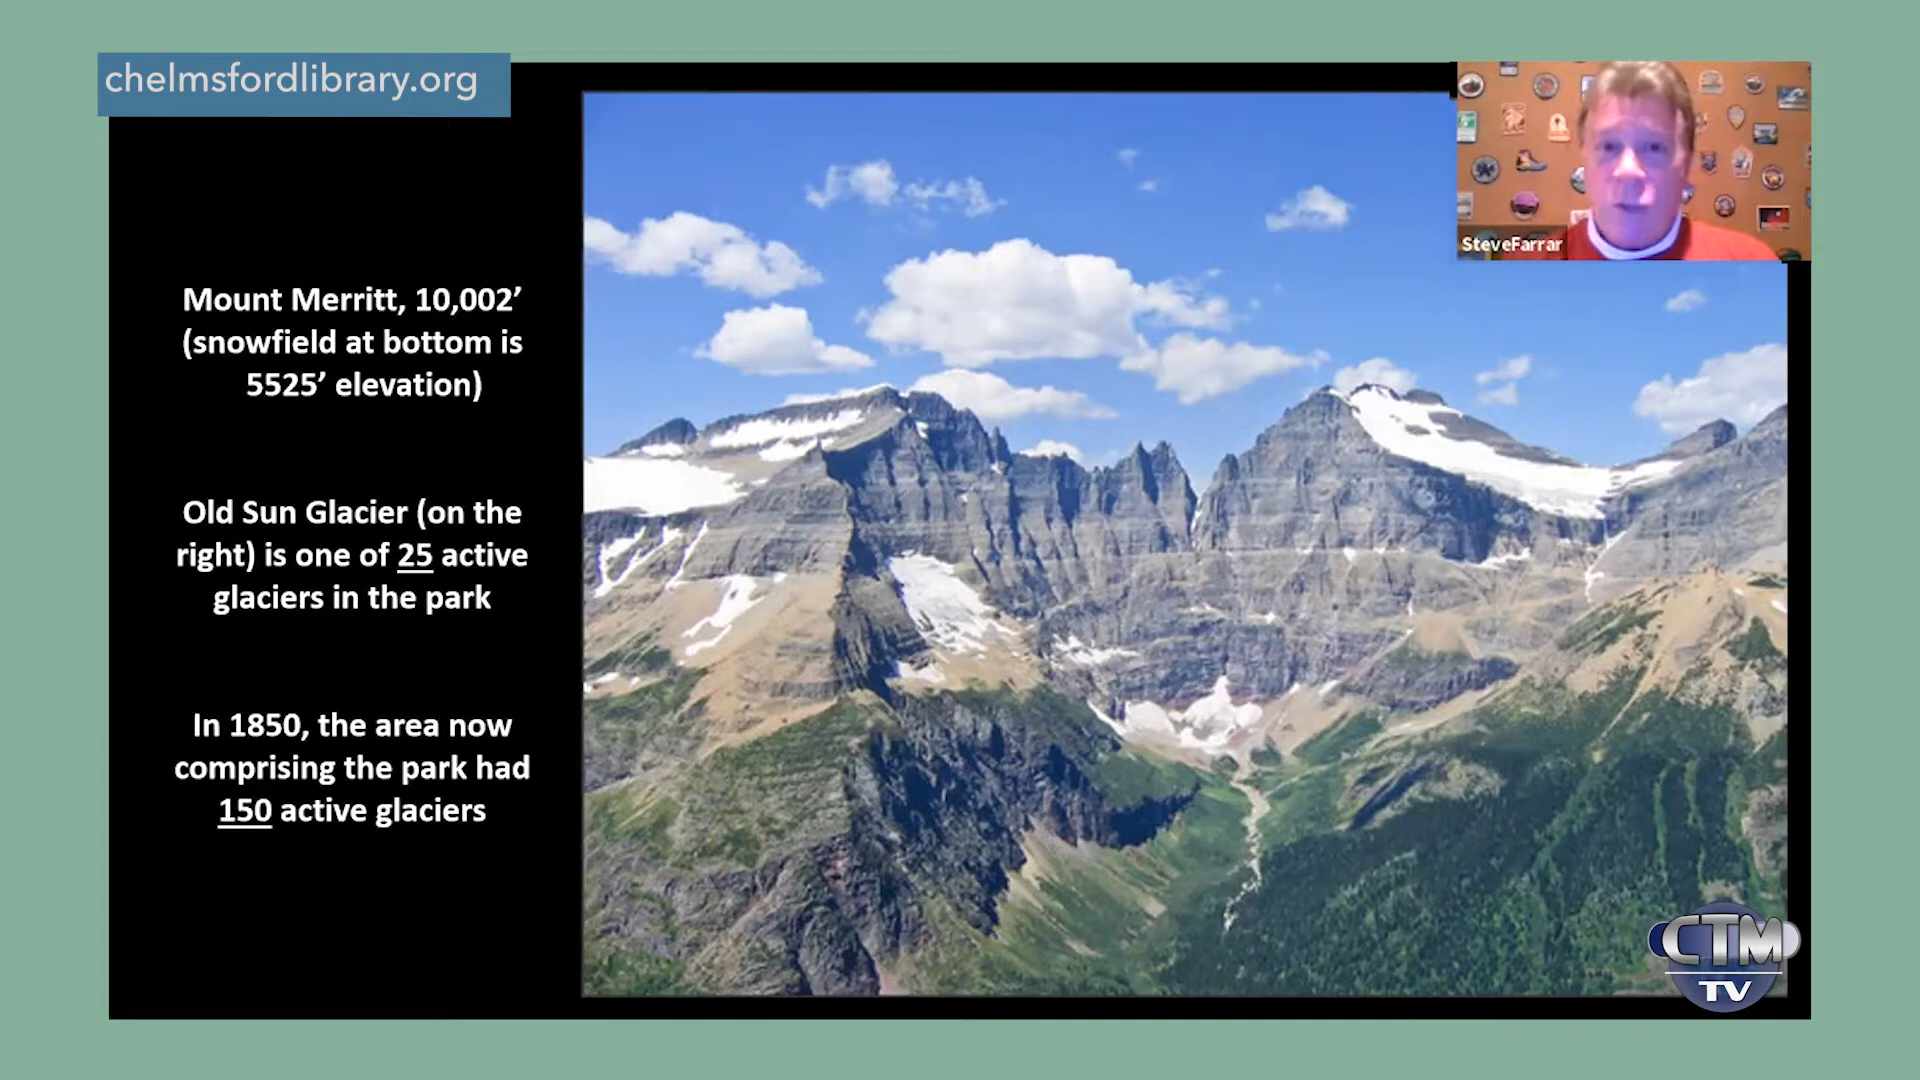 chelmsfordlibrary.org
SteveFarrar
Mount Merritt, 10,002’
(snowfield at bottom is
5525’ elevation)
Old Sun Glacier (on the
right) is one of 25 active
glaciers in the park
In 1850, the area now
comprising the park had
150 active glaciers
CTM
TV